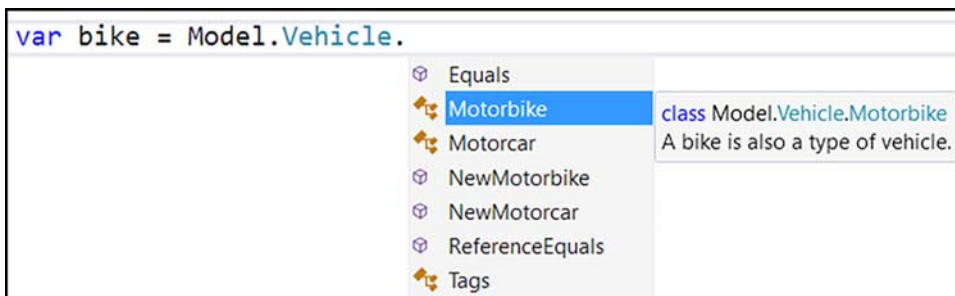 var bike = Model.Vehicle.
Equals
Motorbike
class Model.Vehicle.Motorbike
Motorcar
A bike is also a type of vehicle.
NewMotorbike
NewMotorcar
ReferenceEquals
Tags